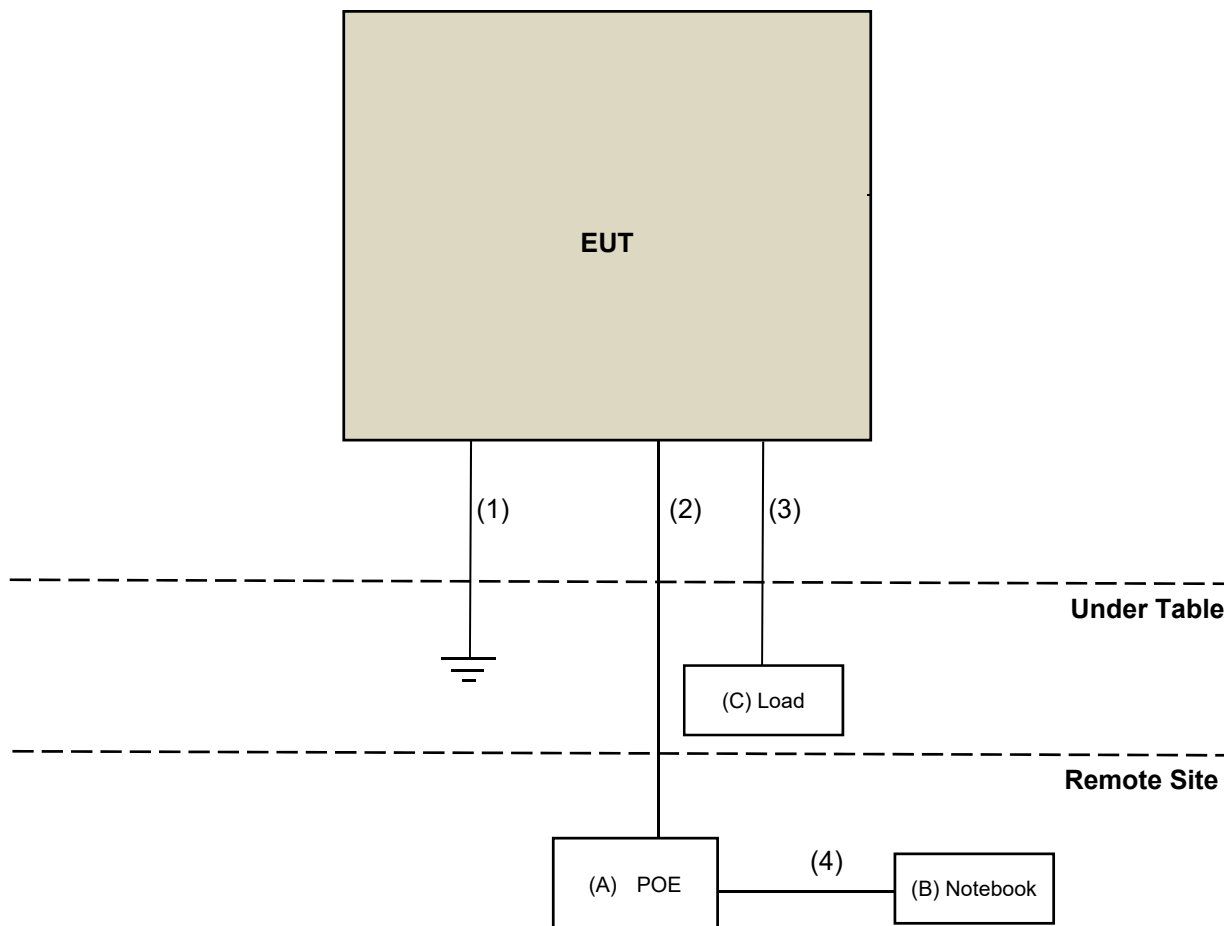 EUT
(1)
(2)
(3)
Under Table
(C) Load
Remote Site
(A) POE
(4)
(B) Notebook